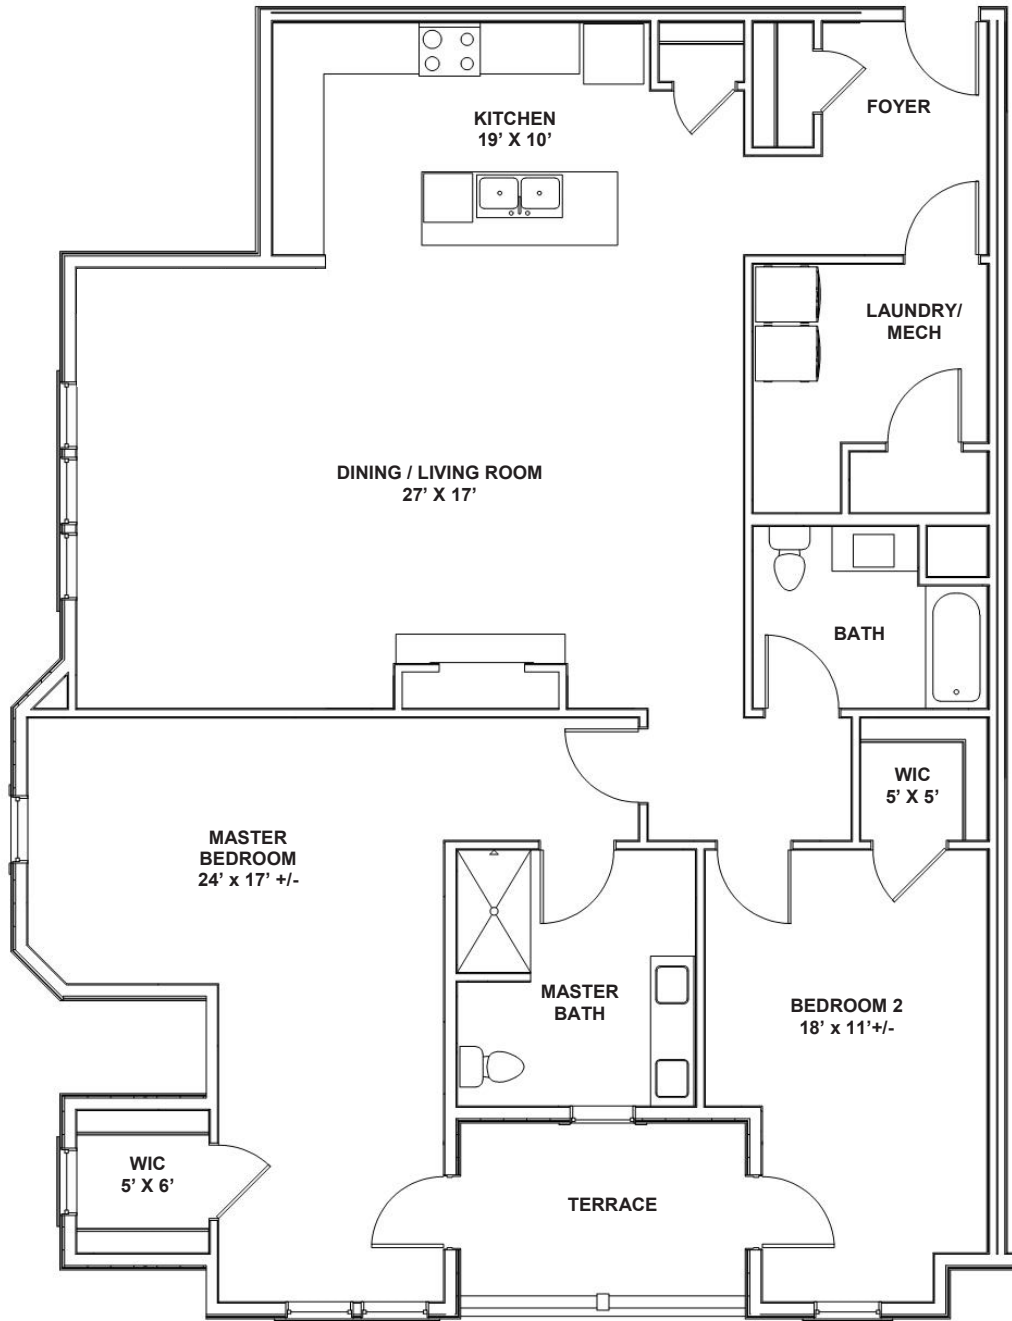 FOYER
KITCHEN
19’ X 10’
LAUNDRY/
MECH
DINING / LIVING ROOM
27’ X 17’
BATH
WIC
5’ X 5’
MASTER
BEDROOM
24’ x 17’ +/-
MASTER
BATH
BEDROOM 2
18’ x 11’+/-
WIC
5’ X 6’
TERRACE